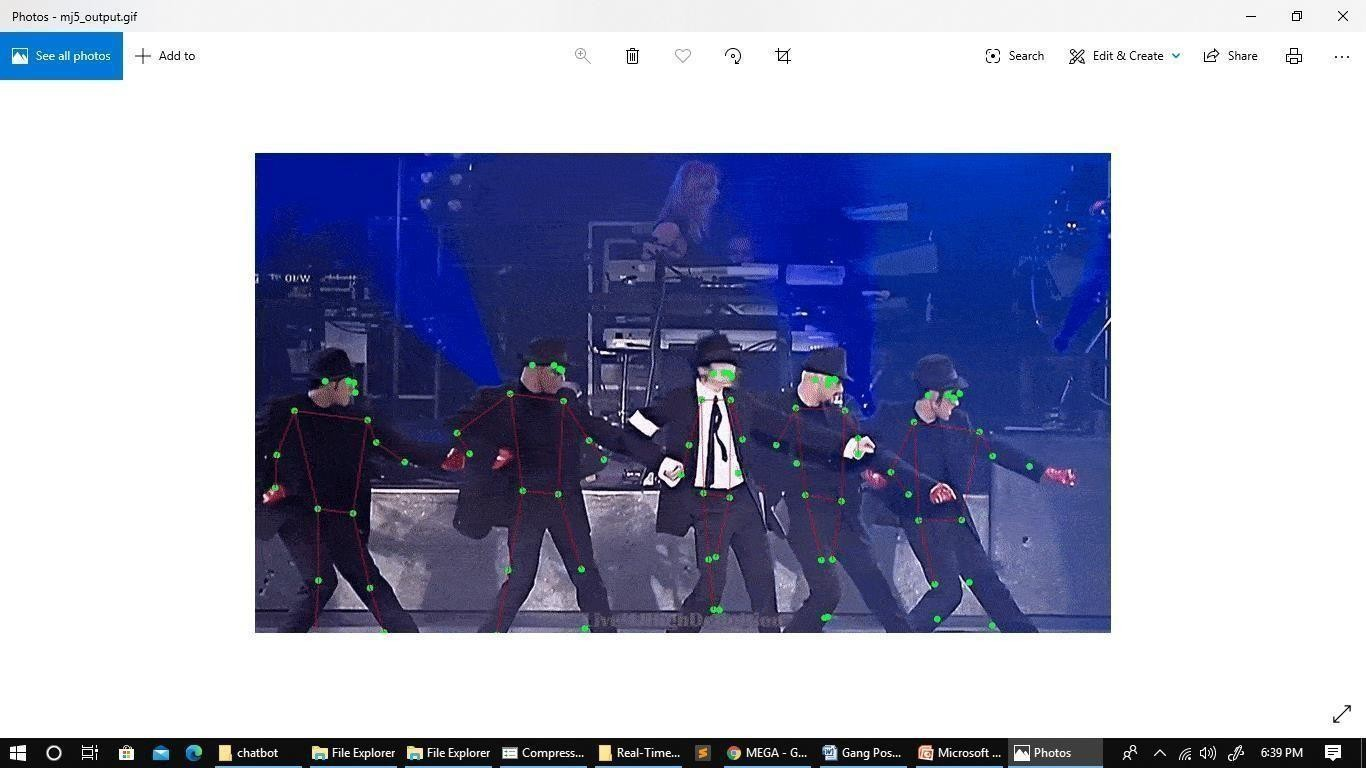 Photos - mj5_output.gif
See all photos
Add to
Search
Edit & Create
Share
chatbot
File Explorer
File Explorer
Compress...
Real-Time...
MEGA - G...
Gang Pos...
Microsoft ...
Photos
6:39 PM